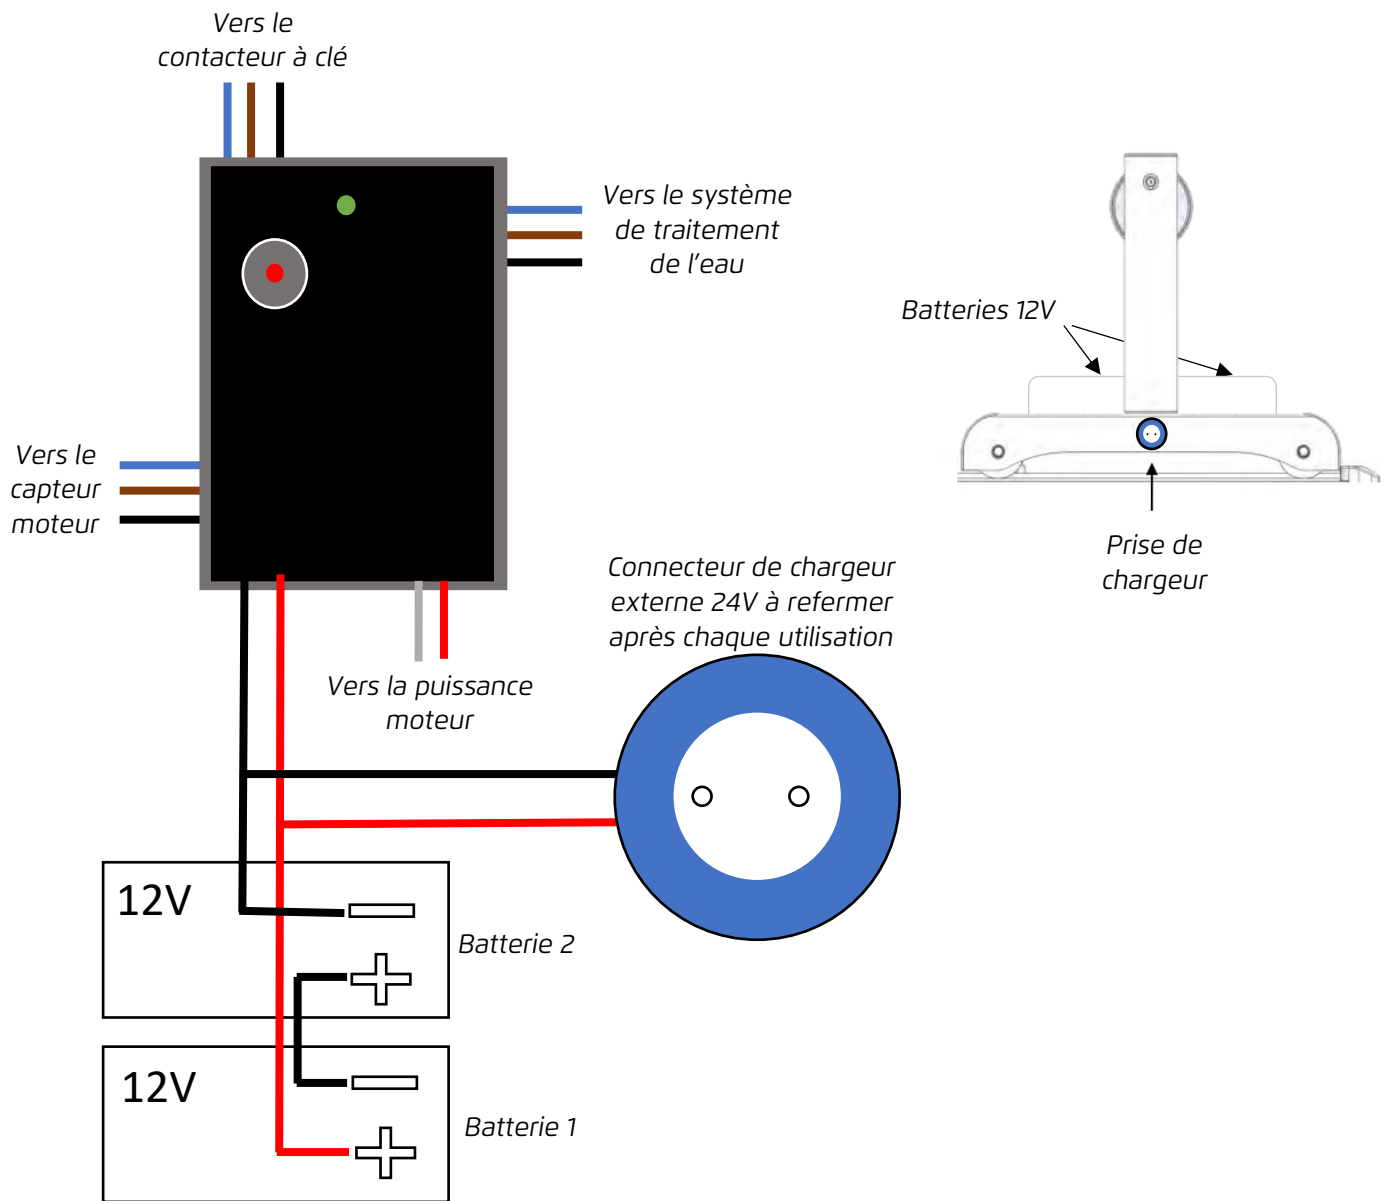 Vers le
contacteur à clé
Vers le système
de traitement
de l'eau
Batteries 12V
Vers le
capteur
moteur
Prise de
chargeur
Connecteur de chargeur
externe 24V à refermer
après chaque utilisation
Vers la puissance
moteur
12V
Batterie 2
12V
Batterie 1